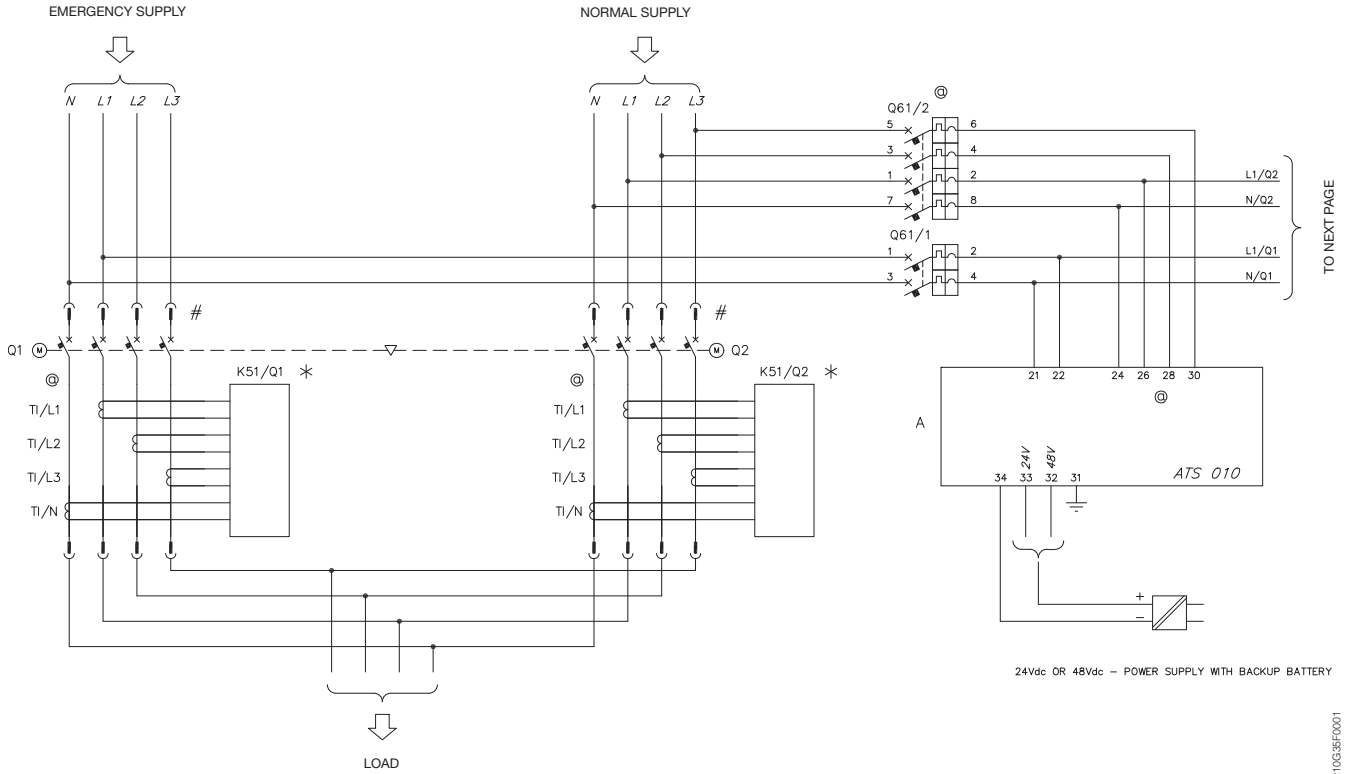 EMERGENCY SUPPLY
NORMAL SUPPLY
N L1 L2 L3
N L1 L2 L3
@
Q61/2
5 6
3 4
1 2 L1/Q2
7 8 N/Q2
Q61/1
1 2 L1/Q1
3 4 N/Q1
TO NEXT PAGE
#
#
Q1 M
M Q2
@
K51/Q1 *
@
K51/Q2 *
TI/L1
TI/L2
TI/L3
TI/N
TI/L1
TI/L2
TI/L3
TI/N
21 22 24 26 28 30
@
A
24V 48V
ATS 010
34 33 32 31
+
−
24Vdc OR 48Vdc − POWER SUPPLY WITH BACKUP BATTERY
LOAD